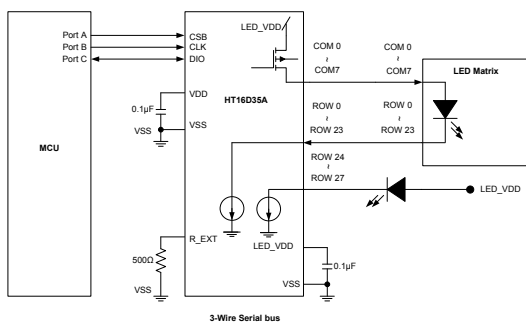 MCU
Port A
Port B
Port C
HT16D35A
CSB
CLK
DIO
LED_VDD
VDD
0.1µF
VSS
VSS
R_EXT
500Ω
VSS
COM 0
~
COM7
COM 0
~
COM7
LED Matrix
ROW 0
~
ROW 23
ROW 0
~
ROW 23
ROW 24
~
ROW 27
LED_VDD
LED_VDD
0.1µF
VSS
3-Wire Serial bus